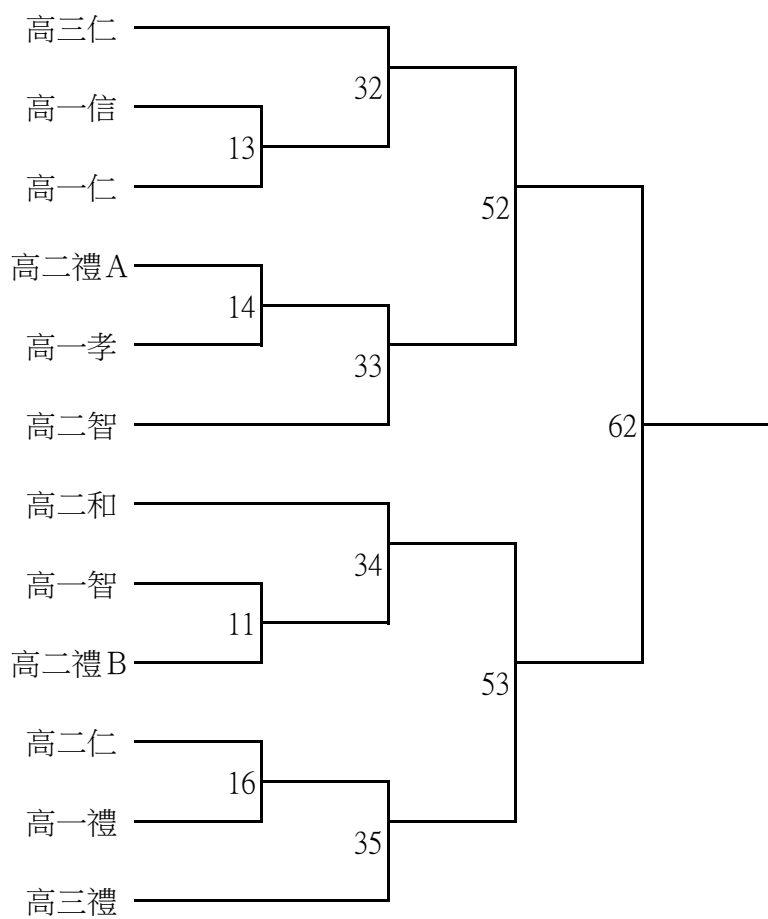 高三仁
32
高一信
13
高一仁
52
高二禮A
14
高一孝
33
高二智
62
高二和
34
高一智
11
高二禮B
53
高二仁
16
高一禮
35
高三禮